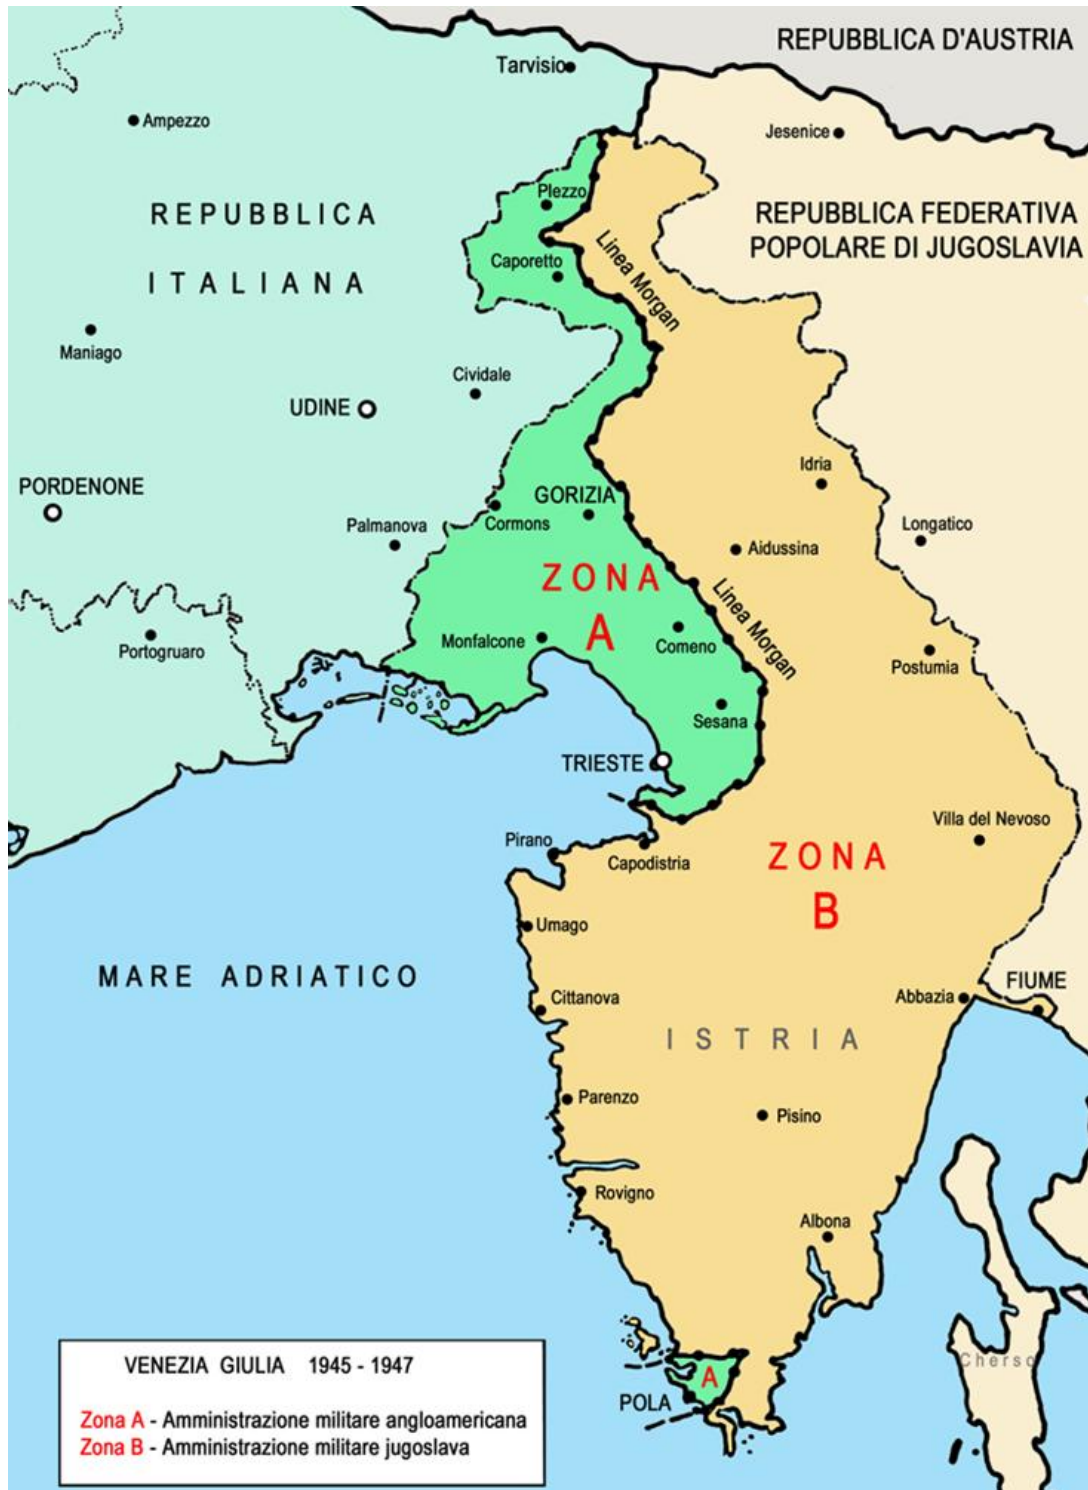 REPUBBLICA D'AUSTRIA
Tarvisio
Ampezzo
Jesenice
Plezzo
REPUBBLICA
ITALIANA
REPUBBLICA FEDERATIVA
POPOLARE DI JUGOSLAVIA
Linea Morgan
Caporetto
Maniago
Cividale
UDINE
Idria
PORDENONE
GORIZIA
Cormons
Palmanova
Longatico
Aidussina
ZONA
A
Linea Morgan
Portogruaro
Monfalcone
Comeno
Postumia
Sesana
TRIESTE
Villa del Nevoso
Pirano
Capodistria
ZONA
B
Umago
MARE ADRIATICO
FIUME
Abbazia
Cittanova
ISTRIA
Parenzo
Pisino
Rovigno
Albona
Cherso
A
POLA
VENEZIA GIULIA 1945 - 1947
Zona A - Amministrazione militare angloamericana
Zona B - Amministrazione militare jugoslava